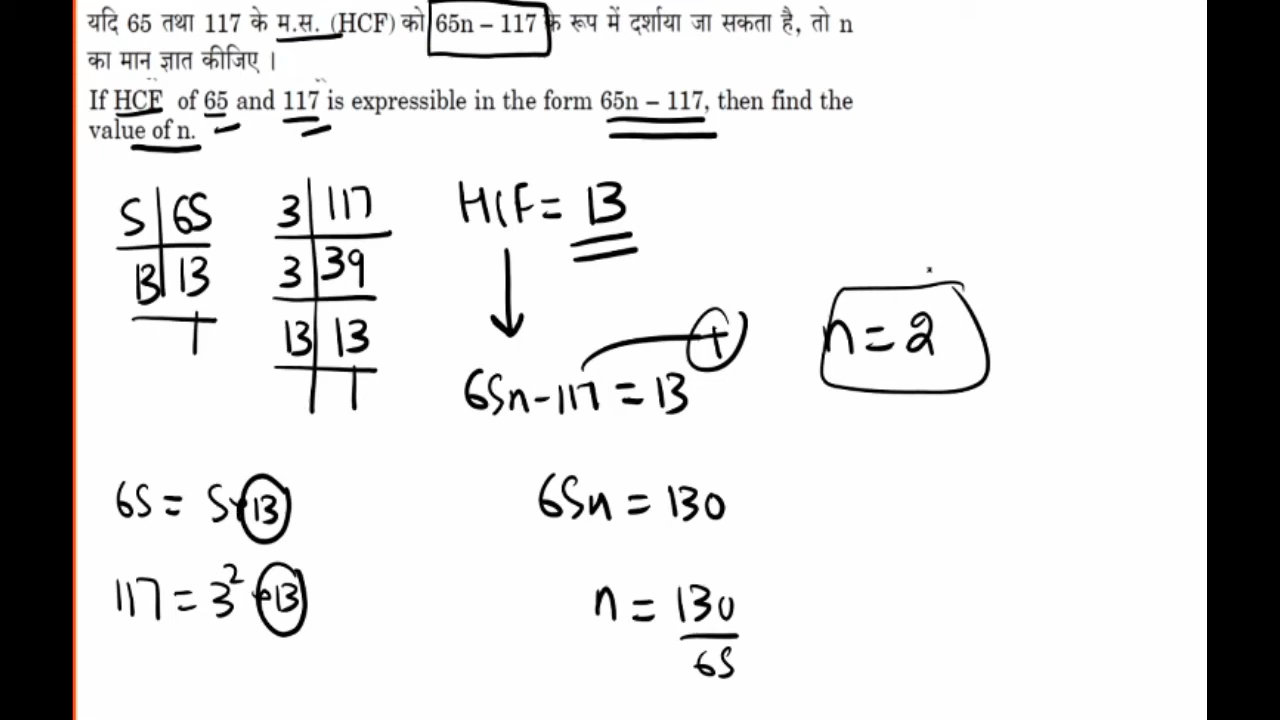 यदि 65 तथा 117 के म.स. (HCF) को 65n – 117 के रूप में दर्शाया जा सकता है, तो n
का मान ज्ञात कीजिए ।
If HCF of 65 and 117 is expressible in the form 65n – 117, then find the
value of n.
5 | 65
13 | 13
1
3 | 117
3 | 39
13 | 13
1
HCF = 13
65n - 117 = 13
+
n = 2
65 = 5 × 13
117 = 3² × 13
65n = 130
n = 130
65